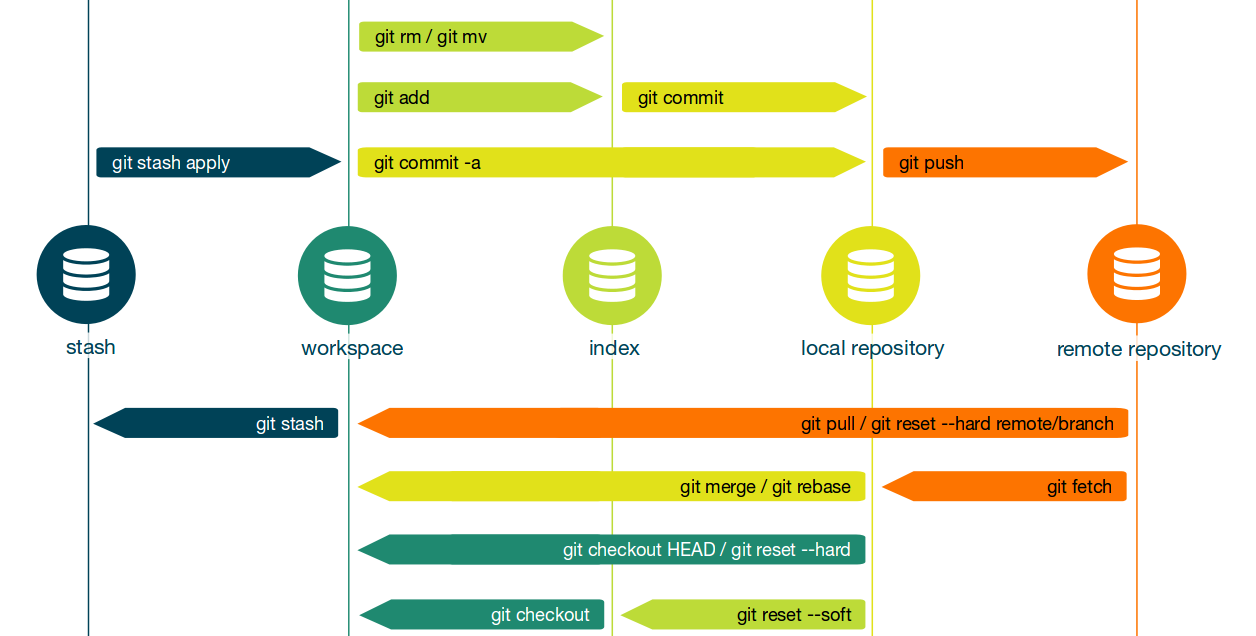 git rm / git mv
git add
git commit
git stash apply
git commit -a
git push
stash
workspace
index
local repository
remote repository
git stash
git pull / git reset --hard remote/branch
git merge / git rebase
git fetch
git checkout HEAD / git reset --hard
git checkout
git reset --soft